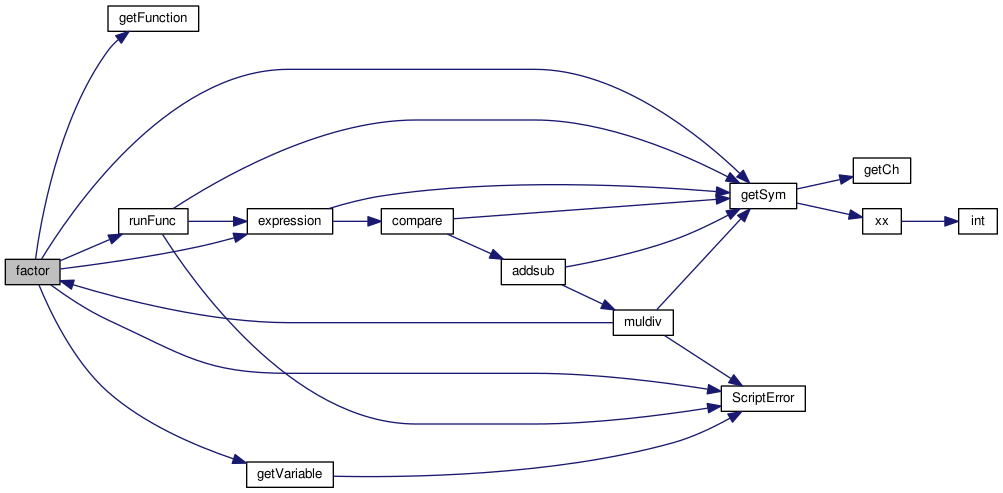 getFunction
getCh
getSym
runFunc
expression
compare
xx
int
factor
addsub
muldiv
ScriptError
getVariable